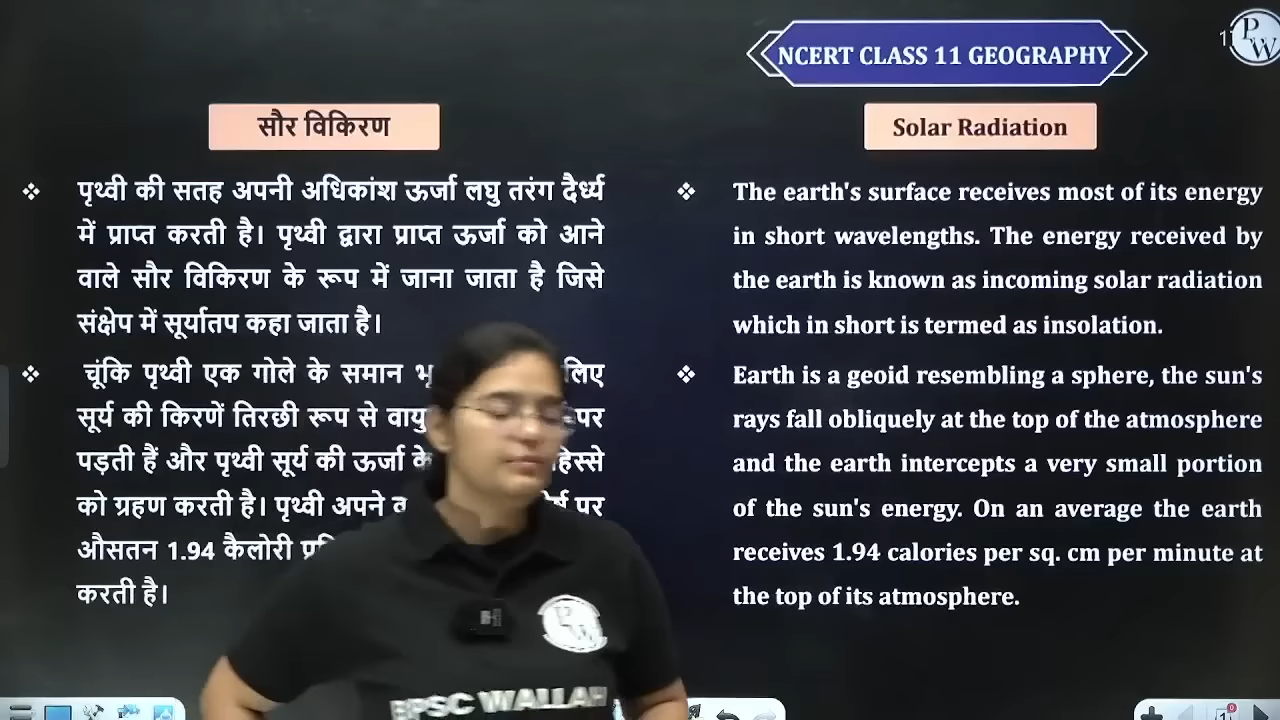 NCERT CLASS 11 GEOGRAPHY
PW
सौर विकिरण
❖ पृथ्वी की सतह अपनी अधिकांश ऊर्जा लघु तरंग दैर्ध्य
में प्राप्त करती है। पृथ्वी द्वारा प्राप्त ऊर्जा को आने
वाले सौर विकिरण के रूप में जाना जाता है जिसे
संक्षेप में सूर्यातप कहा जाता है।
❖ चूंकि पृथ्वी एक गोले के समान लिए
सूर्य की किरणें तिरछी रूप से पर
पड़ती हैं और पृथ्वी सूर्य की ऊर्जा के हिस्से
को ग्रहण करती है। पृथ्वी अपने पर
औसतन 1.94 कैलोरी
करती है।
Solar Radiation
❖ The earth's surface receives most of its energy
in short wavelengths. The energy received by
the earth is known as incoming solar radiation
which in short is termed as insolation.
❖ Earth is a geoid resembling a sphere, the sun's
rays fall obliquely at the top of the atmosphere
and the earth intercepts a very small portion
of the sun's energy. On an average the earth
receives 1.94 calories per sq. cm per minute at
the top of its atmosphere.
PW
BPSC WALLAH